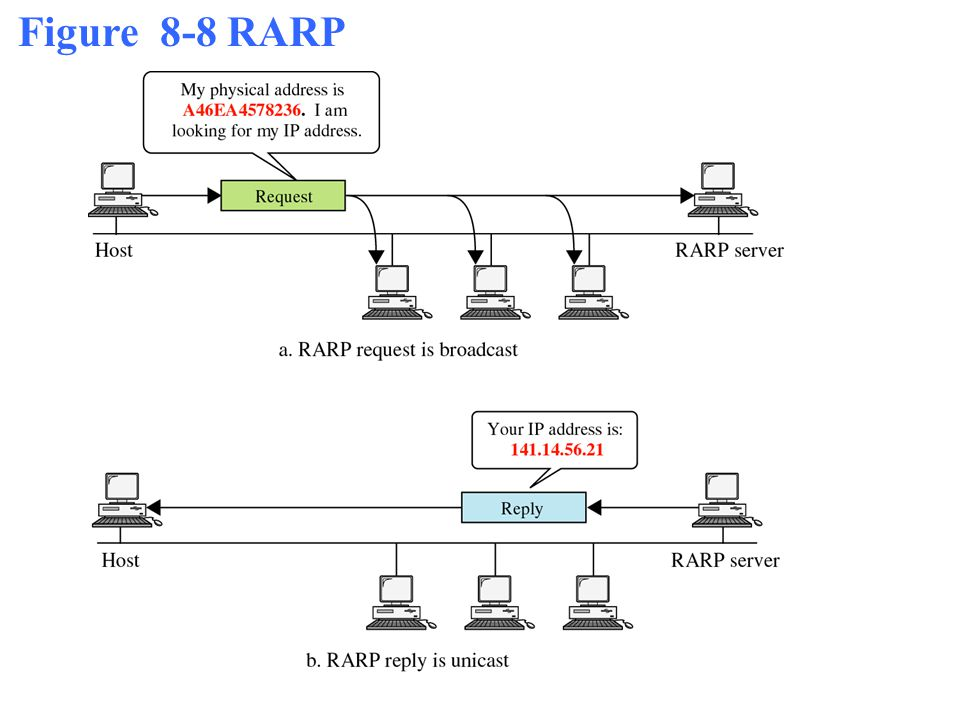 Figure 8-8 RARP
My physical address is
A46EA4578236. I am
looking for my IP address.
Request
Host
RARP server
a. RARP request is broadcast
Your IP address is:
141.14.56.21
Reply
Host
RARP server
b. RARP reply is unicast